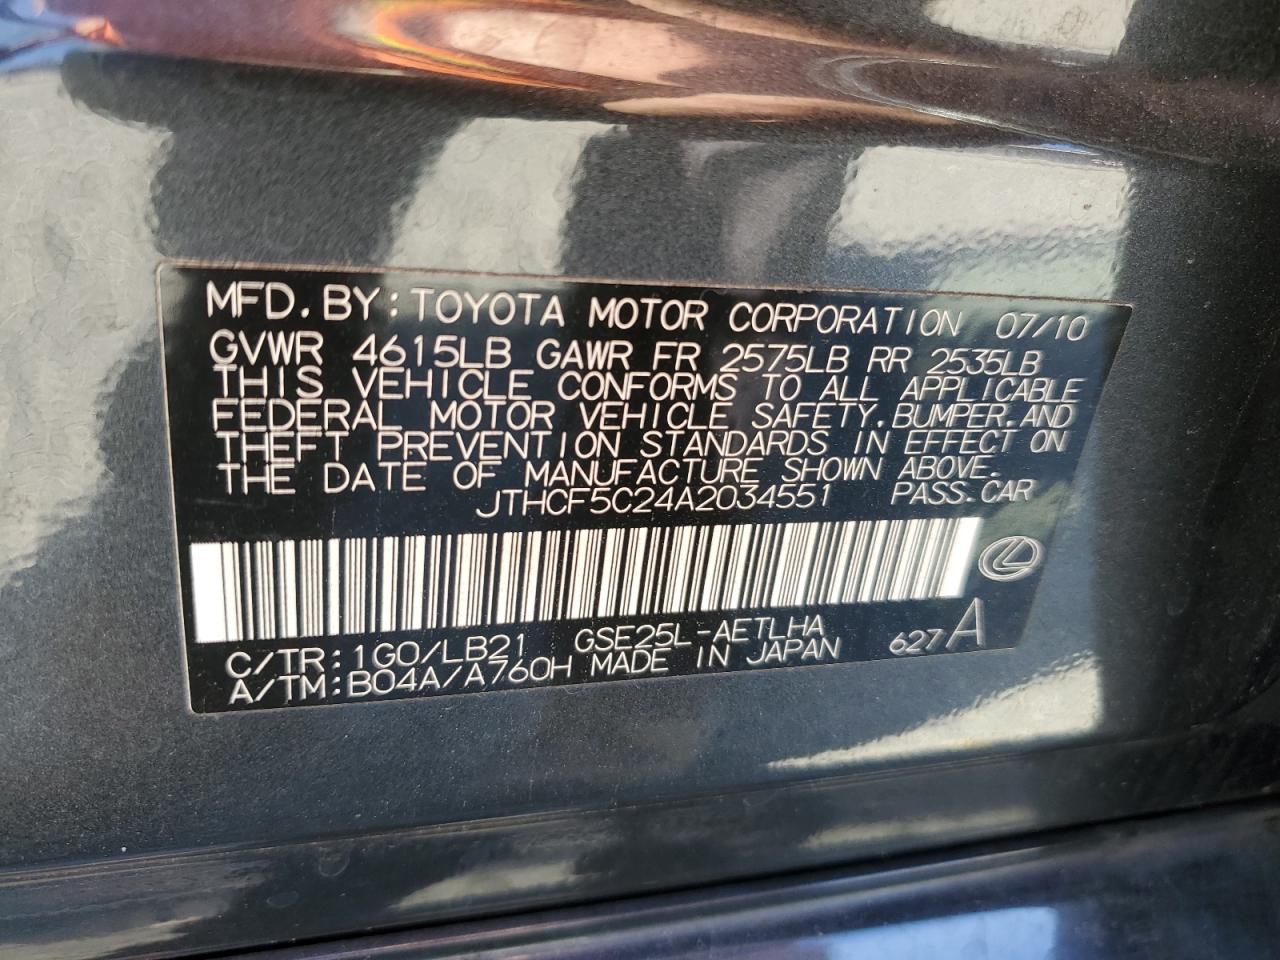 MFD. BY: TOYOTA MOTOR CORPORATION 07/10
GVWR 4615LB GAWR FR 2575LB RR 2535LB
THIS VEHICLE CONFORMS TO ALL APPLICABLE
FEDERAL MOTOR VEHICLE SAFETY, BUMPER, AND
THEFT PREVENTION STANDARDS IN EFFECT ON
THE DATE OF MANUFACTURE SHOWN ABOVE.
JTHCF5C24A2034551 PASS. CAR
C/TR: 1G0/LB21 GSE25L-AETLHA 627A
A/TM: B04A/A760H MADE IN JAPAN